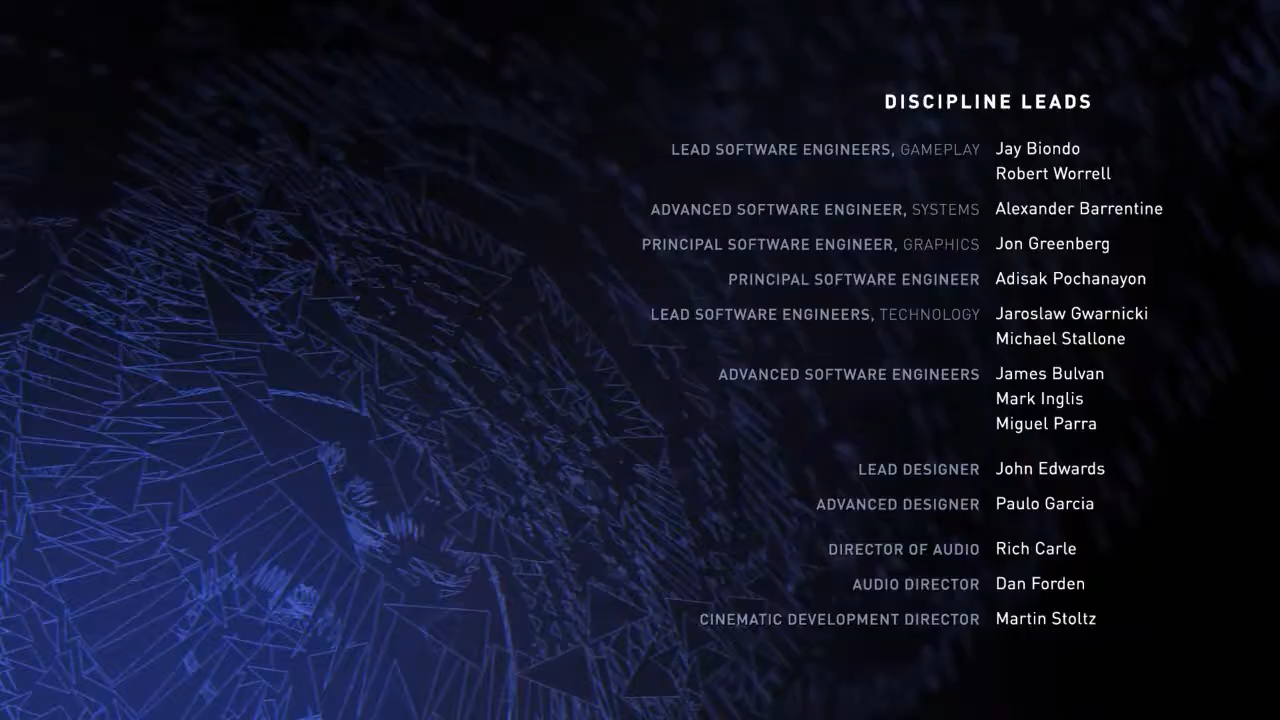 DISCIPLINE LEADS
LEAD SOFTWARE ENGINEERS, GAMEPLAY Jay Biondo
Robert Worrell
ADVANCED SOFTWARE ENGINEER, SYSTEMS Alexander Barrentine
PRINCIPAL SOFTWARE ENGINEER, GRAPHICS Jon Greenberg
PRINCIPAL SOFTWARE ENGINEER Adisak Pochanayon
LEAD SOFTWARE ENGINEERS, TECHNOLOGY Jaroslaw Gwarnicki
Michael Stallone
ADVANCED SOFTWARE ENGINEERS James Bulvan
Mark Inglis
Miguel Parra
LEAD DESIGNER John Edwards
ADVANCED DESIGNER Paulo Garcia
DIRECTOR OF AUDIO Rich Carle
AUDIO DIRECTOR Dan Forden
CINEMATIC DEVELOPMENT DIRECTOR Martin Stoltz